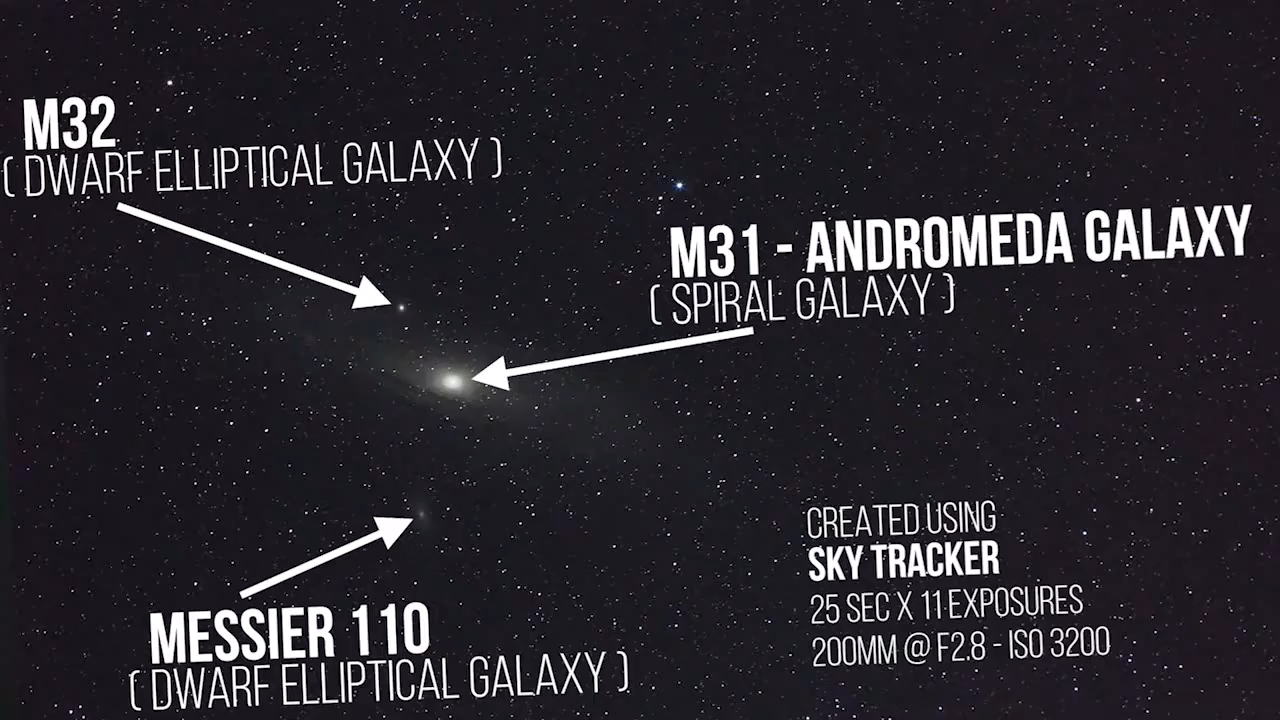 M32
( DWARF ELLIPTICAL GALAXY )
M31 - ANDROMEDA GALAXY
( SPIRAL GALAXY )
MESSIER 110
( DWARF ELLIPTICAL GALAXY )
CREATED USING
SKY TRACKER
25 SEC X 11 EXPOSURES
200MM @ F2.8 - ISO 3200